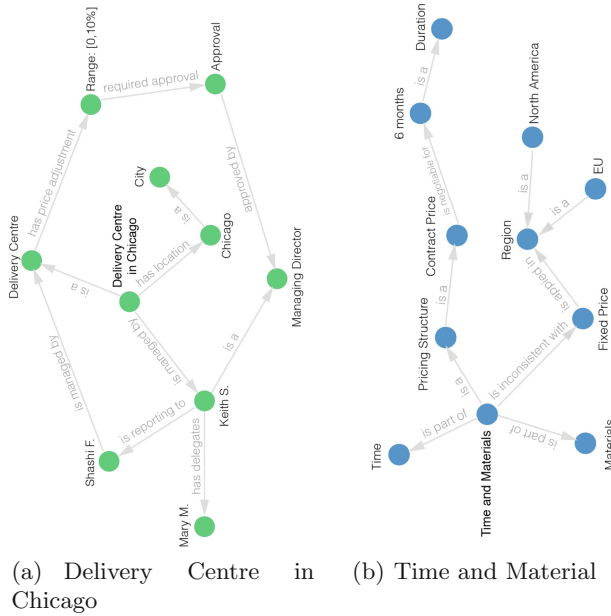 Range: [0,10%]
required approval
Approval
has price adjustment
approved by
City
is a
Chicago
Delivery Centre
in Chicago
has location
Delivery Centre
is a
Managing Director
is managed by
is managed by
is a
Keith S.
is reporting to
Shashi F.
has delegates
Mary M.
(a) Delivery Centre in
Chicago
Duration
is a
6 months
North America
is negotiable for
is a
EU
is a
Contract Price
Region
is a
is appied in
Pricing Structure
Fixed Price
is a
is inconsistent with
is part of
Time
Time and Materials
is part of
Materials
(b) Time and Material